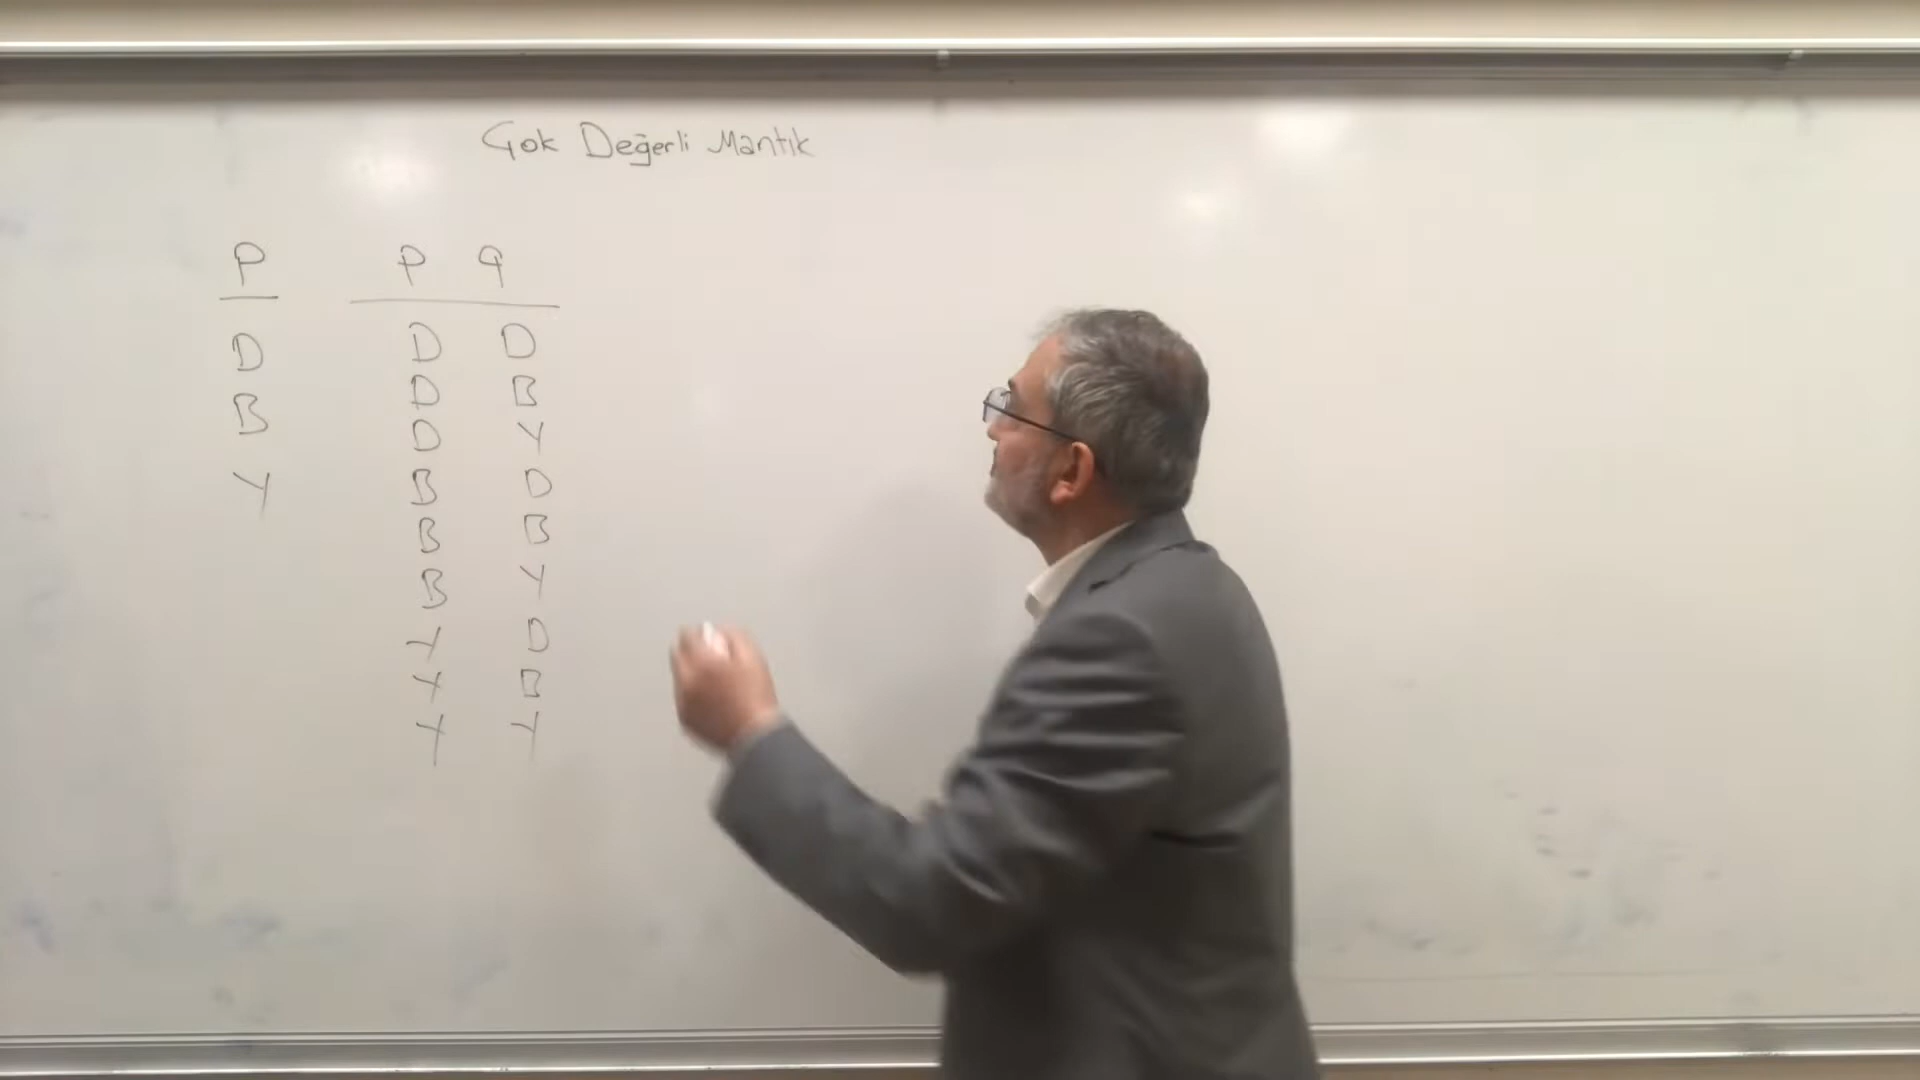 Çok Değerli Mantık
P P q
D D D
B D B
Y D Y
B D
B B
B Y
Y D
Y B
Y Y